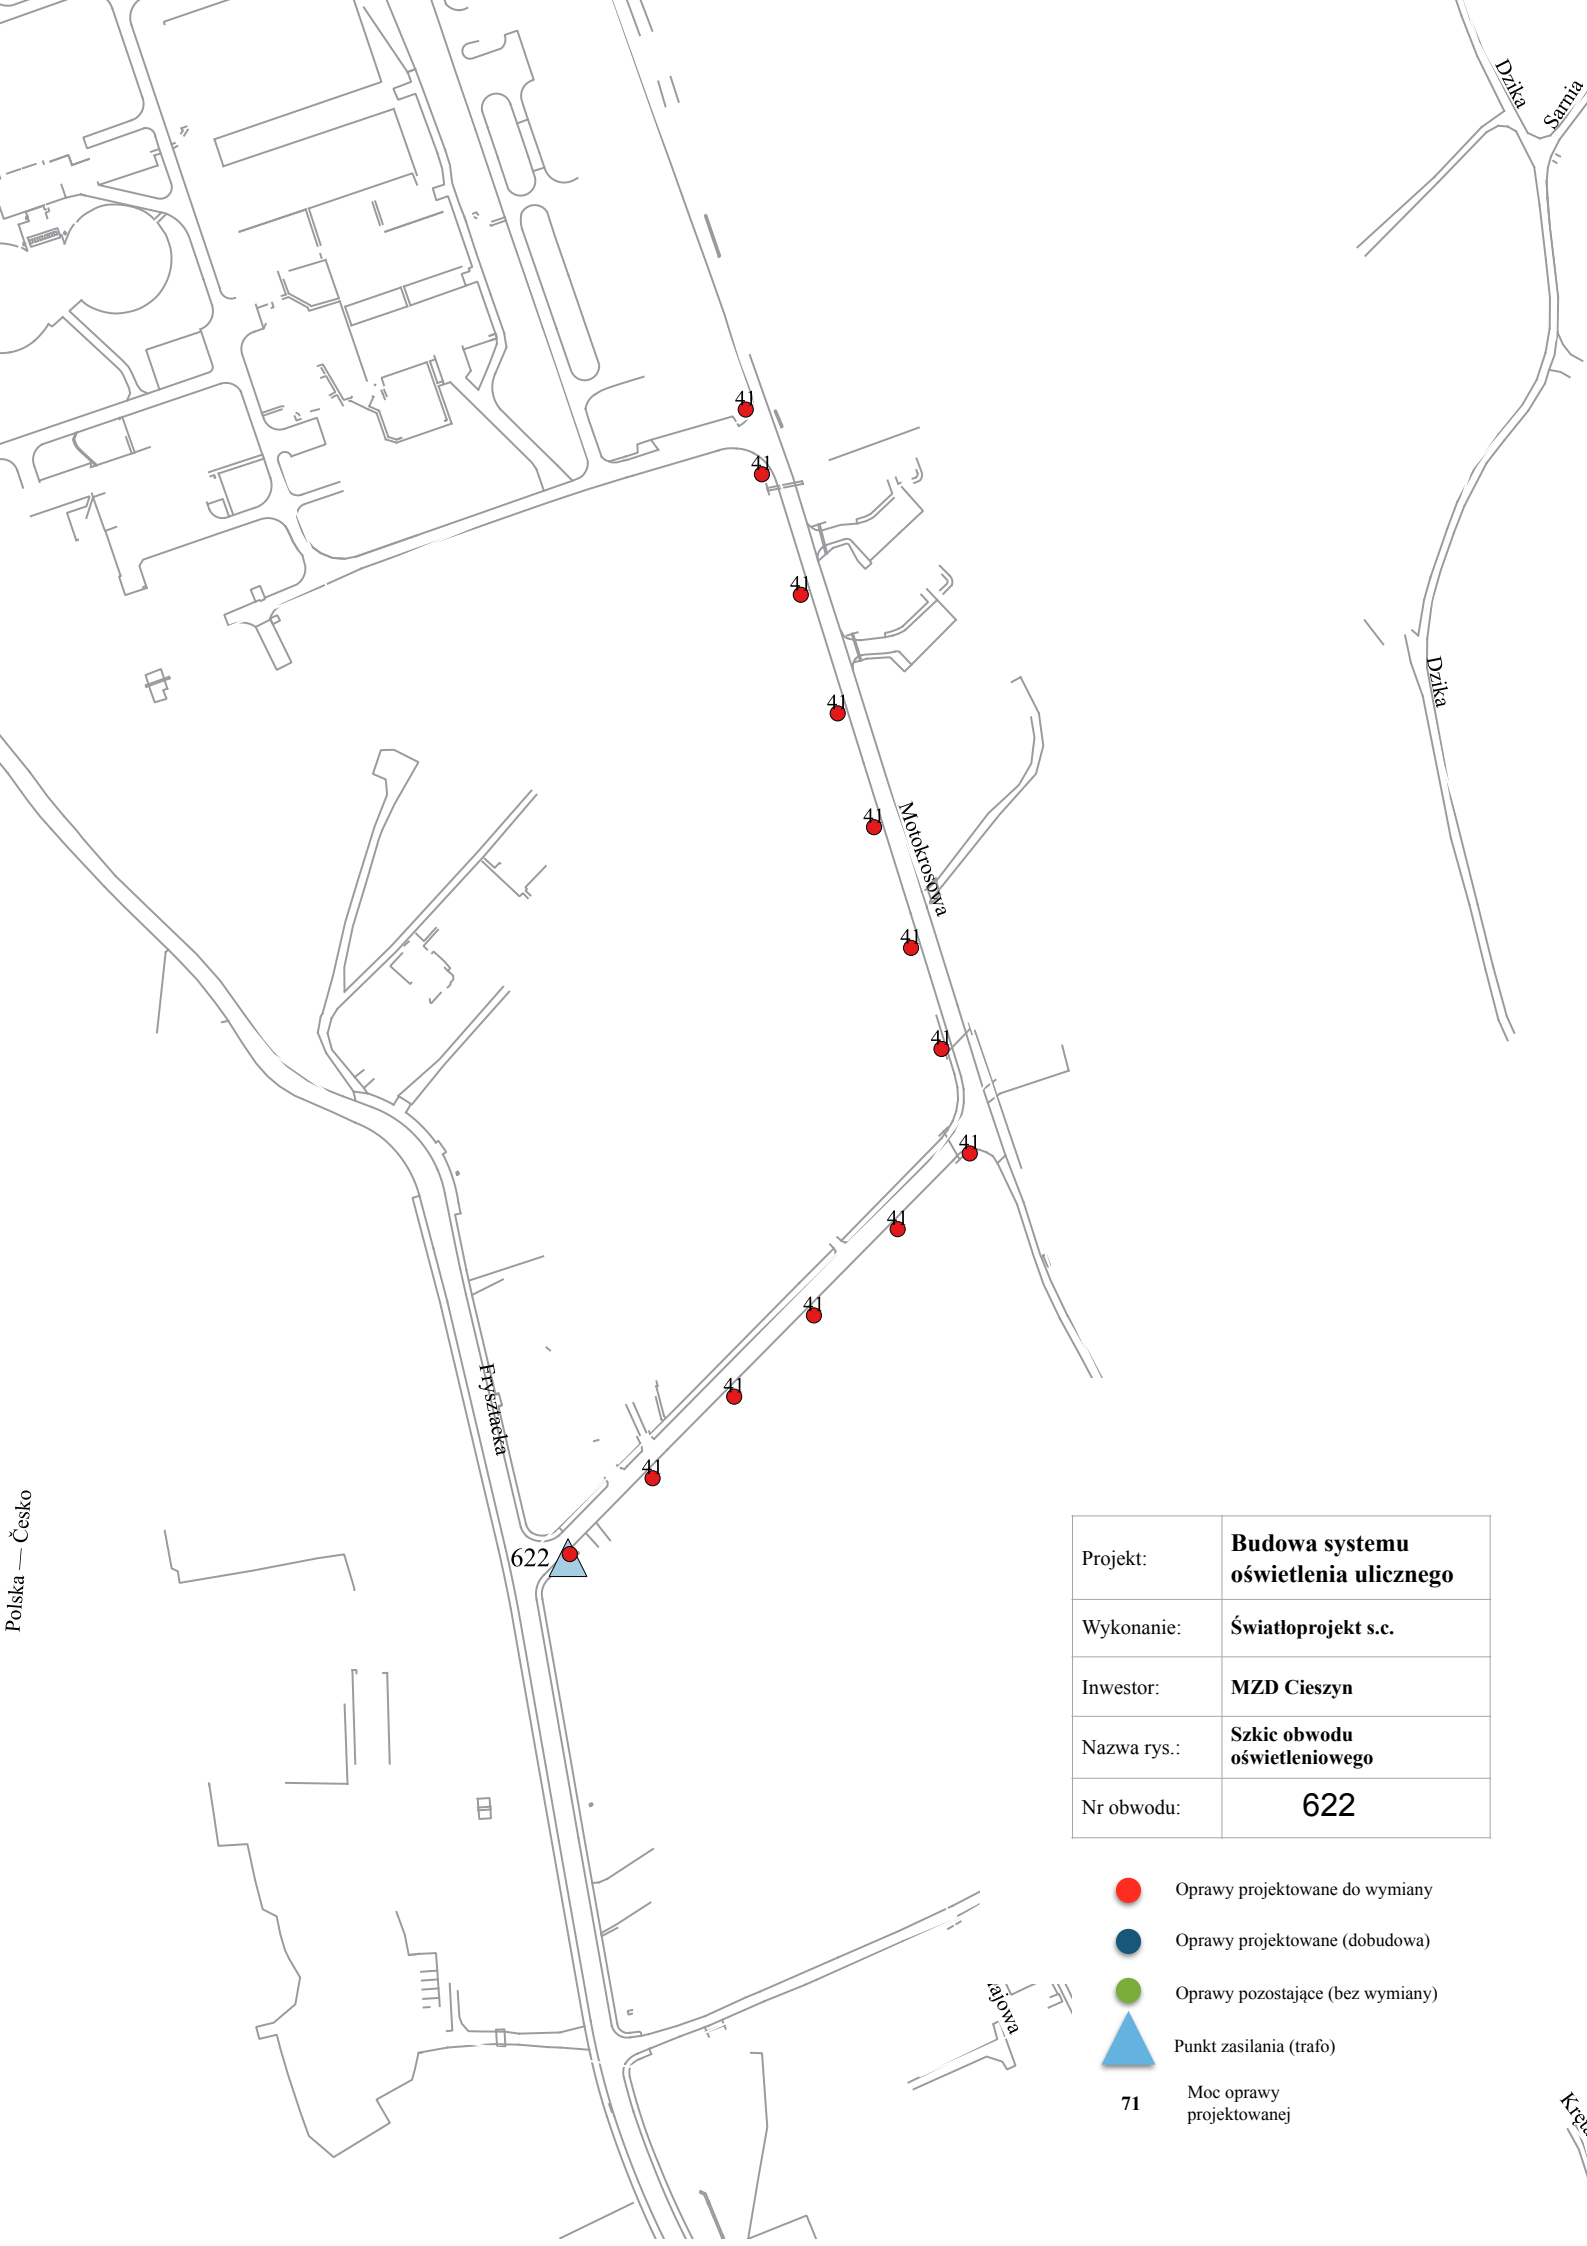 Dzika
Sarnia
41
41
41
41
Dzika
41
Motokrosowa
41
41
41
41
41
41
Frysztacka
41
622
Polska — Česko
Projekt:
Budowa systemu
oświetlenia ulicznego
Wykonanie:
Światłoprojekt s.c.
Inwestor:
MZD Cieszyn
Nazwa rys.:
Szkic obwodu
oświetleniowego
Nr obwodu:
622
Oprawy projektowane do wymiany
Oprawy projektowane (dobudowa)
Oprawy pozostające (bez wymiany)
Punkt zasilania (trafo)
71
Moc oprawy
projektowanej
ajowa